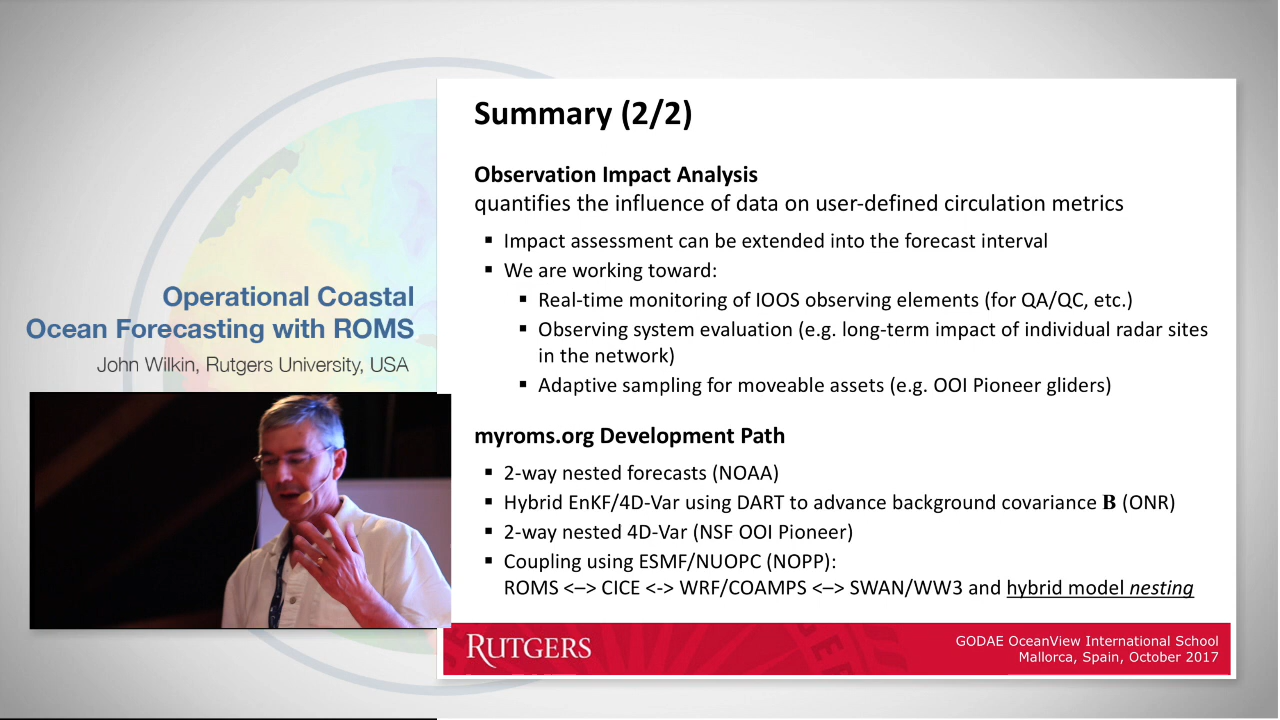 Operational Coastal
Ocean Forecasting with ROMS
John Wilkin, Rutgers University, USA
Summary (2/2)
Observation Impact Analysis
quantifies the influence of data on user-defined circulation metrics
▪ Impact assessment can be extended into the forecast interval
▪ We are working toward:
▪ Real-time monitoring of IOOS observing elements (for QA/QC, etc.)
▪ Observing system evaluation (e.g. long-term impact of individual radar sites
in the network)
▪ Adaptive sampling for moveable assets (e.g. OOI Pioneer gliders)
myroms.org Development Path
▪ 2-way nested forecasts (NOAA)
▪ Hybrid EnKF/4D-Var using DART to advance background covariance B (ONR)
▪ 2-way nested 4D-Var (NSF OOI Pioneer)
▪ Coupling using ESMF/NUOPC (NOPP):
ROMS <–> CICE <-> WRF/COAMPS <–> SWAN/WW3 and hybrid model nesting
RUTGERS
GODAE OceanView International School
Mallorca, Spain, October 2017